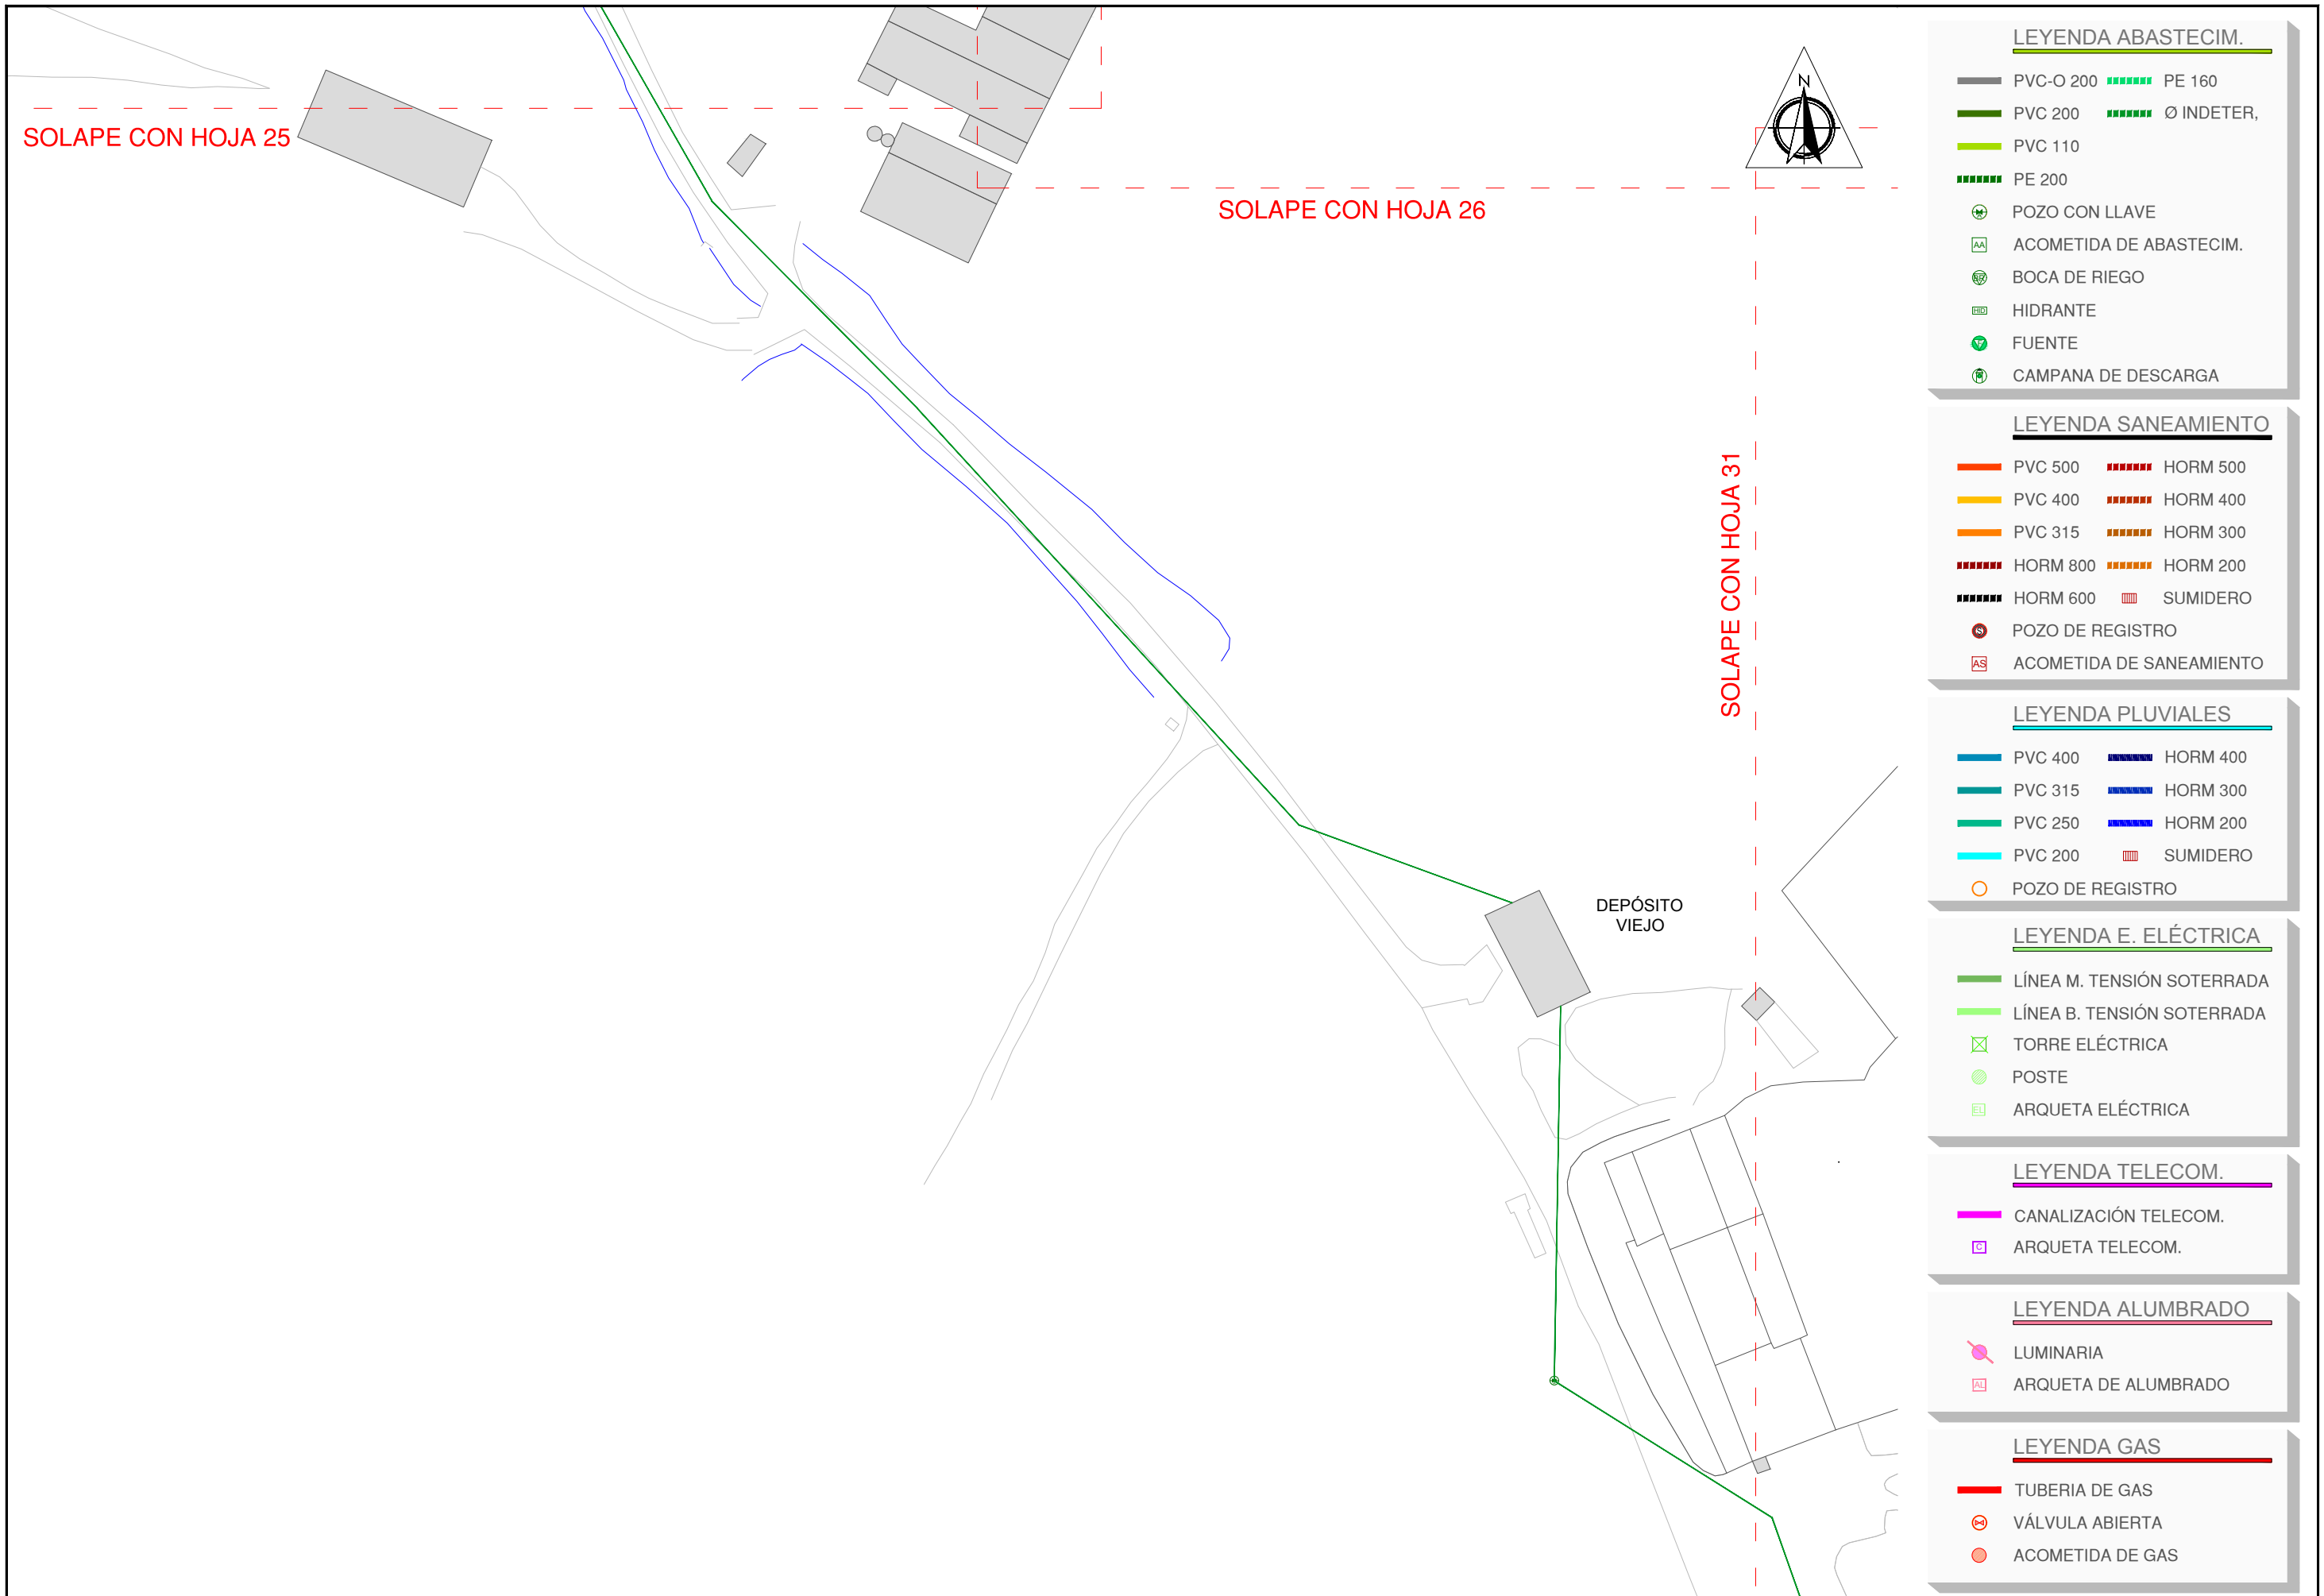 SOLAPE CON HOJA 25
SOLAPE CON HOJA 26
SOLAPE CON HOJA 31
N
DEPÓSITO
VIEJO
LEYENDA ABASTECIM.
PVC-O 200 PE 160
PVC 200 Ø INDETER,
PVC 110
PE 200
POZO CON LLAVE
AA ACOMETIDA DE ABASTECIM.
BOCA DE RIEGO
HID HIDRANTE
FUENTE
CAMPANA DE DESCARGA
LEYENDA SANEAMIENTO
PVC 500 HORM 500
PVC 400 HORM 400
PVC 315 HORM 300
HORM 800 HORM 200
HORM 600 SUMIDERO
S POZO DE REGISTRO
AS ACOMETIDA DE SANEAMIENTO
LEYENDA PLUVIALES
PVC 400 HORM 400
PVC 315 HORM 300
PVC 250 HORM 200
PVC 200 SUMIDERO
POZO DE REGISTRO
LEYENDA E. ELÉCTRICA
LÍNEA M. TENSIÓN SOTERRADA
LÍNEA B. TENSIÓN SOTERRADA
TORRE ELÉCTRICA
POSTE
EL ARQUETA ELÉCTRICA
LEYENDA TELECOM.
CANALIZACIÓN TELECOM.
C ARQUETA TELECOM.
LEYENDA ALUMBRADO
LUMINARIA
AL ARQUETA DE ALUMBRADO
LEYENDA GAS
TUBERIA DE GAS
VÁLVULA ABIERTA
ACOMETIDA DE GAS